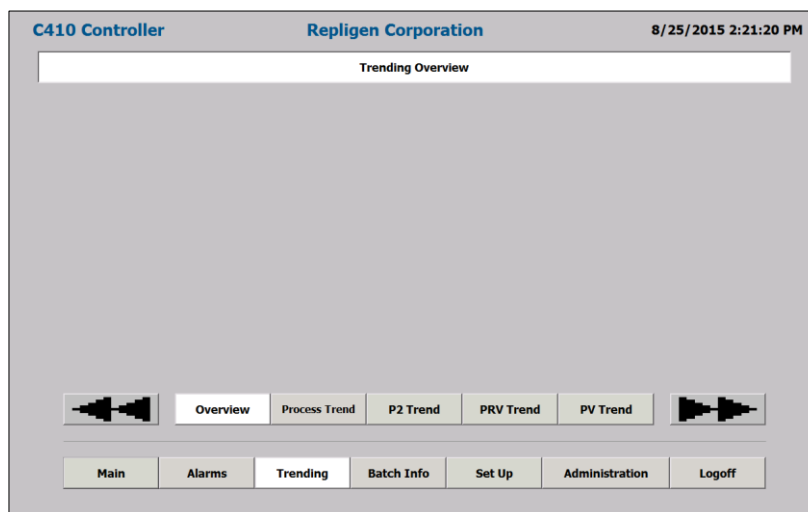 C410 Controller Repligen Corporation 8/25/2015 2:21:20 PM
Trending Overview
Overview Process Trend P2 Trend PRV Trend PV Trend
Main Alarms Trending Batch Info Set Up Administration Logoff